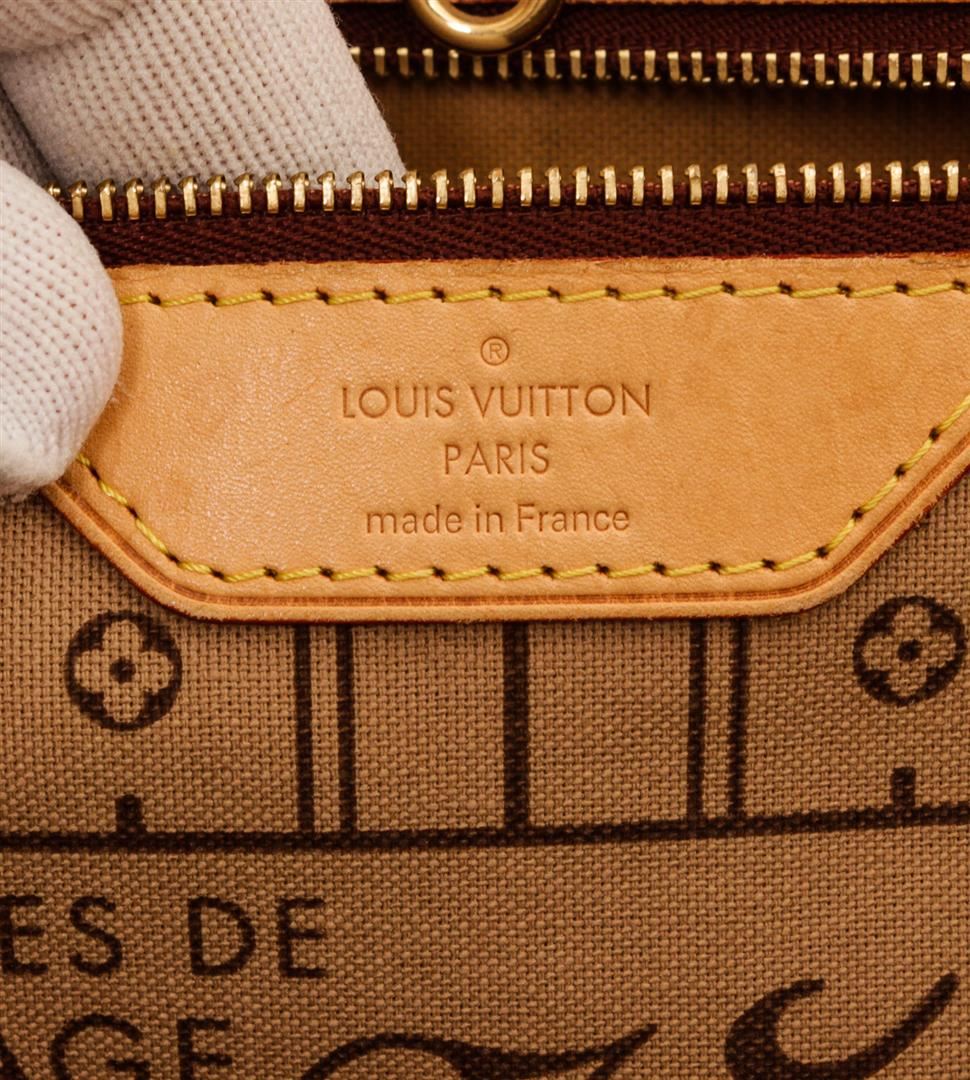 ®
LOUIS VUITTON
PARIS
made in France
ES DE
AGE